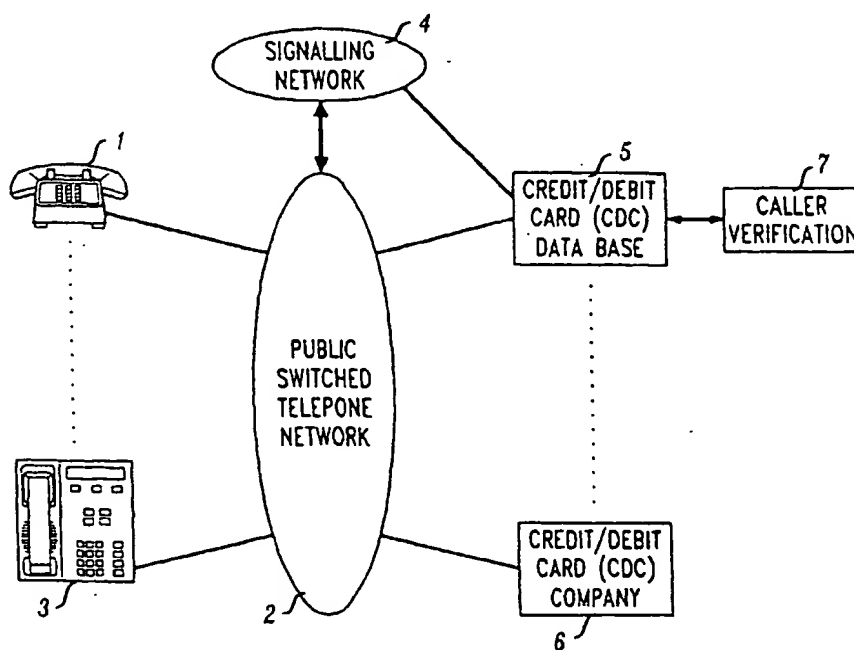 4
SIGNALLING
NETWORK
1
5
CREDIT/DEBIT
CARD (CDC)
DATA BASE
7
CALLER
VERIFICATION
PUBLIC
SWITCHED
TELEPONE
NETWORK
3
2
CREDIT/DEBIT
CARD (CDC)
COMPANY
6